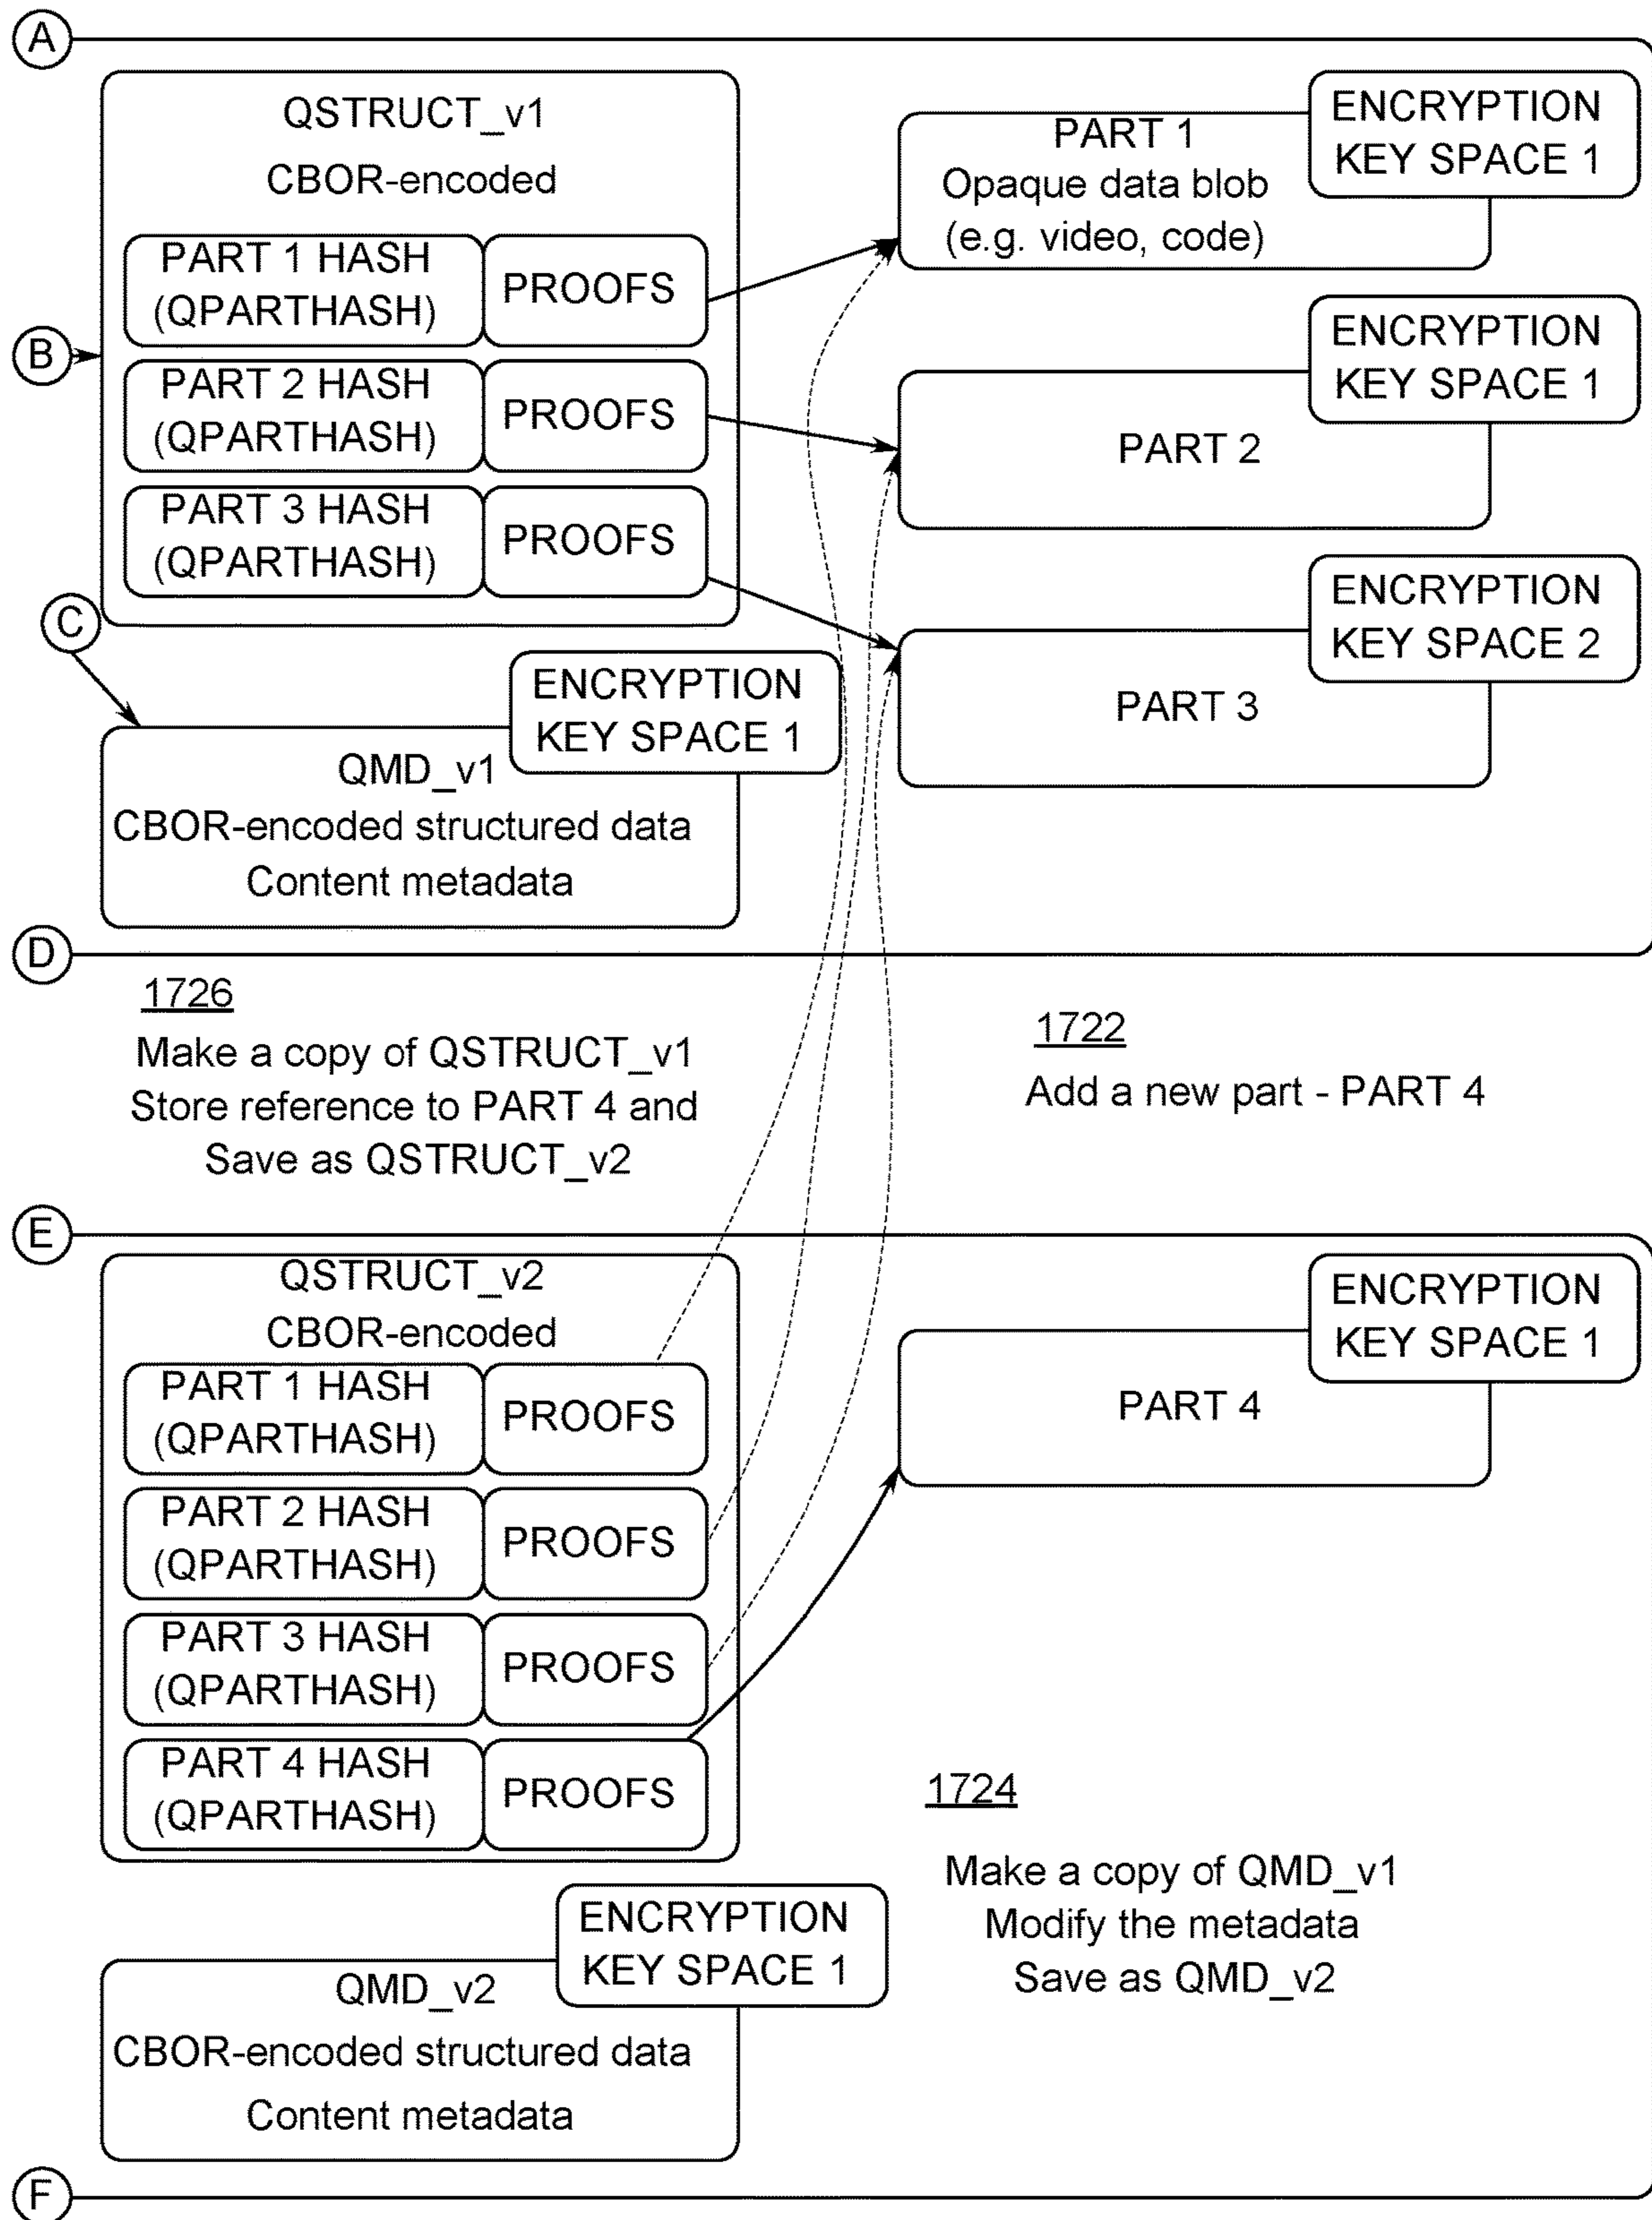 A
QSTRUCT_v1
CBOR-encoded
PART 1 HASH
(QPARTHASH)
PROOFS
B
PART 2 HASH
(QPARTHASH)
PROOFS
PART 3 HASH
(QPARTHASH)
PROOFS
PART 1
Opaque data blob
(e.g. video, code)
ENCRYPTION
KEY SPACE 1
PART 2
ENCRYPTION
KEY SPACE 1
PART 3
ENCRYPTION
KEY SPACE 2
C
ENCRYPTION
KEY SPACE 1
QMD_v1
CBOR-encoded structured data
Content metadata
D
1726
Make a copy of QSTRUCT_v1
Store reference to PART 4 and
Save as QSTRUCT_v2
1722
Add a new part - PART 4
E
QSTRUCT_v2
CBOR-encoded
PART 1 HASH
(QPARTHASH)
PROOFS
PART 2 HASH
(QPARTHASH)
PROOFS
PART 3 HASH
(QPARTHASH)
PROOFS
PART 4 HASH
(QPARTHASH)
PROOFS
ENCRYPTION
KEY SPACE 1
PART 4
1724
Make a copy of QMD_v1
Modify the metadata
Save as QMD_v2
ENCRYPTION
KEY SPACE 1
QMD_v2
CBOR-encoded structured data
Content metadata
F